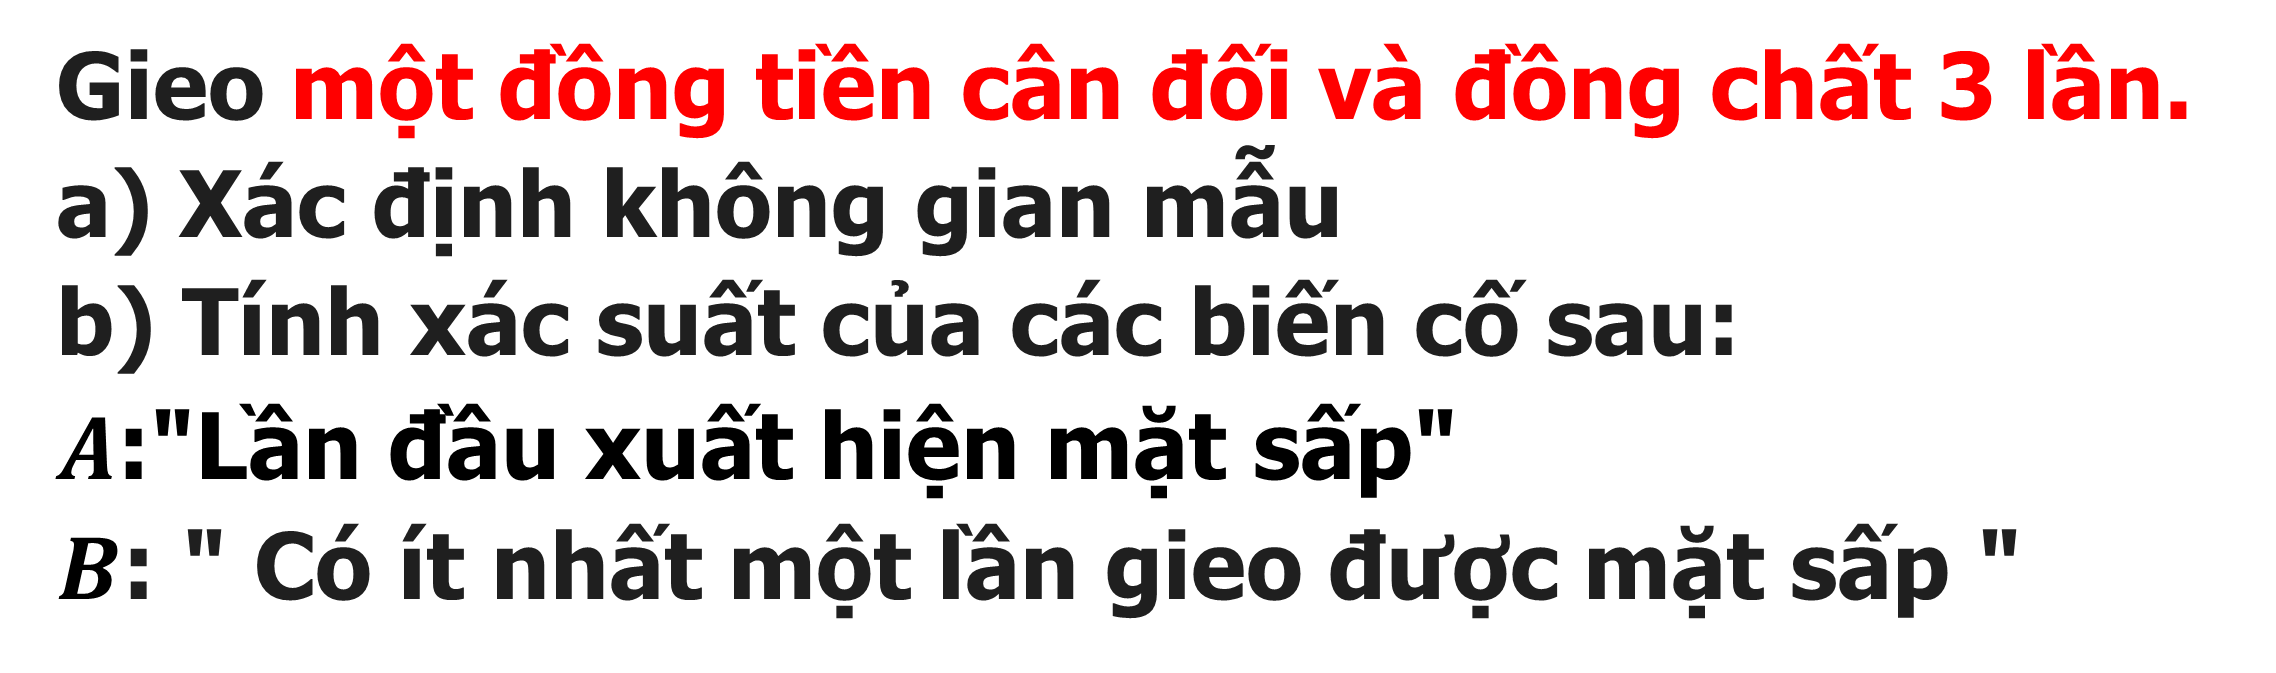 Gieo một đồng tiền cân đối và đồng chất 3 lần.
a) Xác định không gian mẫu
b) Tính xác suất của các biến cố sau:
A:"Lần đầu xuất hiện mặt sấp"
B: " Có ít nhất một lần gieo được mặt sấp "